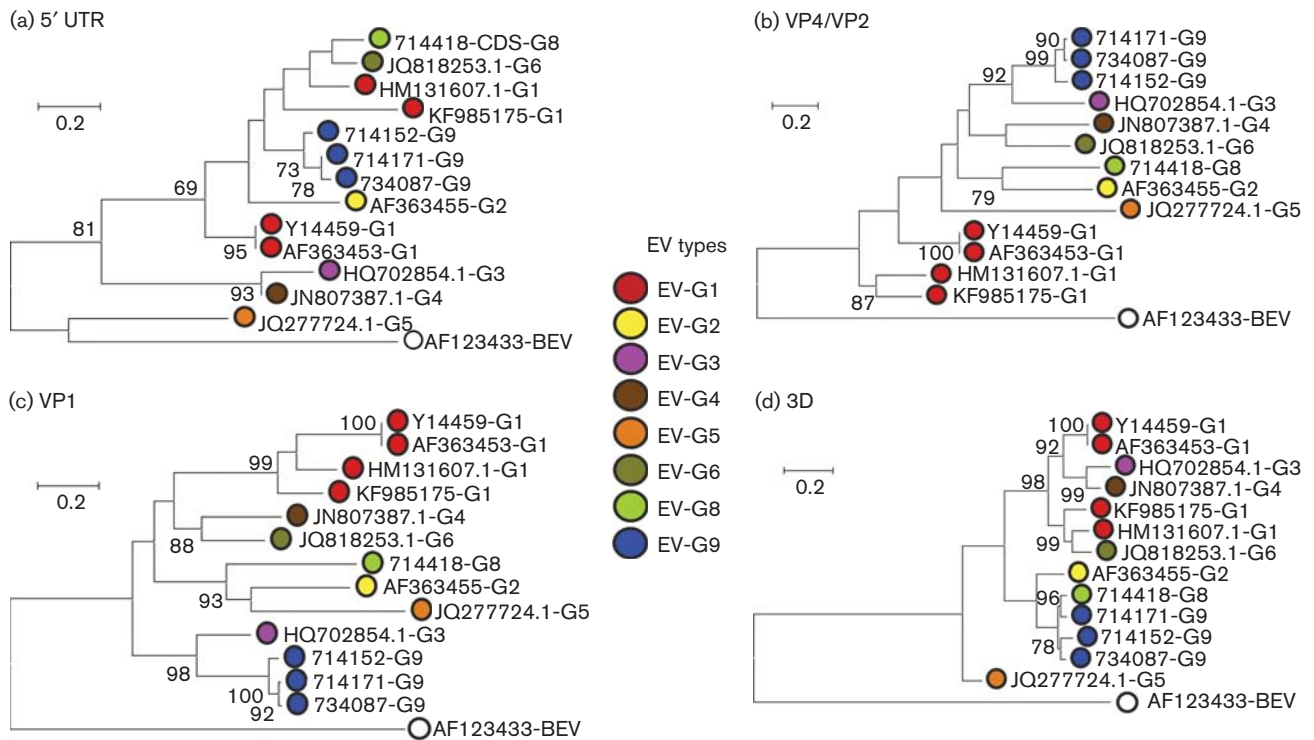 (a) 5′ UTR
714418-CDS-G8
JQ818253.1-G6
HM131607.1-G1
KF985175-G1
714152-G9
714171-G9
734087-G9
AF363455-G2
Y14459-G1
AF363453-G1
HQ702854.1-G3
JN807387.1-G4
JQ277724.1-G5
AF123433-BEV
0.2
73
78
69
81
95
93
(b) VP4/VP2
714171-G9
734087-G9
714152-G9
HQ702854.1-G3
JN807387.1-G4
JQ818253.1-G6
714418-G8
AF363455-G2
JQ277724.1-G5
Y14459-G1
AF363453-G1
HM131607.1-G1
KF985175-G1
AF123433-BEV
0.2
90
99
92
79
100
87
EV types
EV-G1
EV-G2
EV-G3
EV-G4
EV-G5
EV-G6
EV-G8
EV-G9
(c) VP1
Y14459-G1
AF363453-G1
HM131607.1-G1
KF985175-G1
JN807387.1-G4
JQ818253.1-G6
714418-G8
AF363455-G2
JQ277724.1-G5
HQ702854.1-G3
714152-G9
714171-G9
734087-G9
AF123433-BEV
0.2
100
99
88
93
98
100
92
(d) 3D
Y14459-G1
AF363453-G1
HQ702854.1-G3
JN807387.1-G4
KF985175-G1
HM131607.1-G1
JQ818253.1-G6
AF363455-G2
714418-G8
714171-G9
714152-G9
734087-G9
JQ277724.1-G5
AF123433-BEV
0.2
100
92
98
99
99
96
78